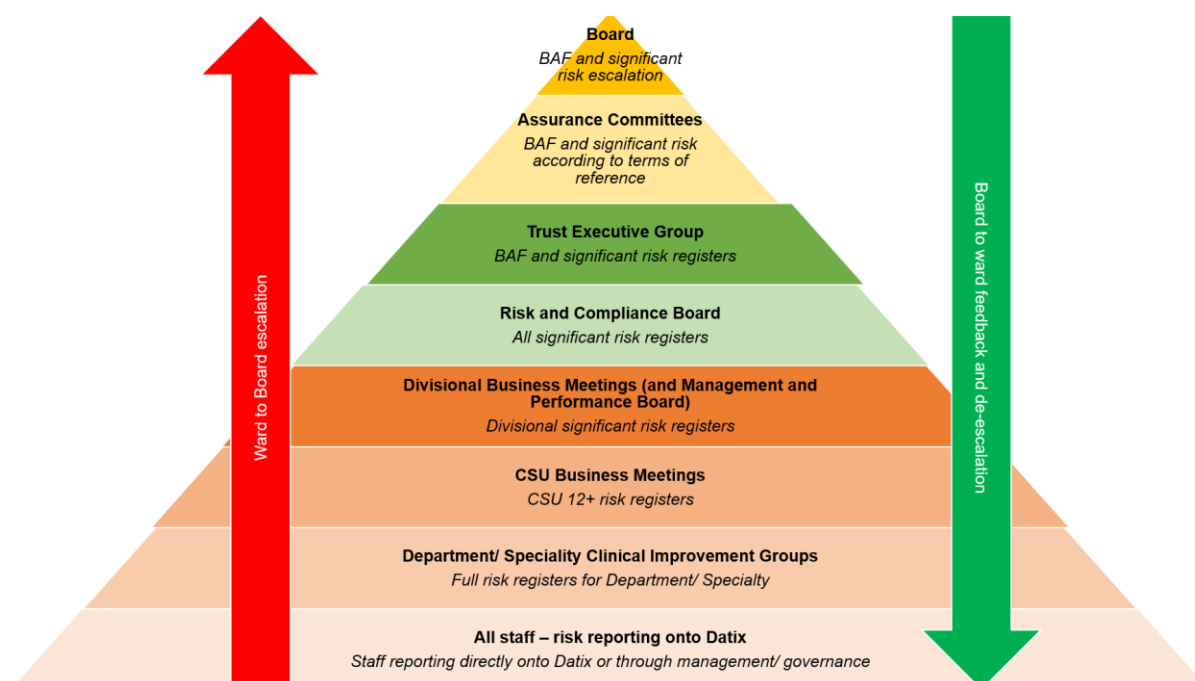 Board
BAF and significant
risk escalation
Assurance Committees
BAF and significant risk
according to terms of
reference
Trust Executive Group
BAF and significant risk registers
Risk and Compliance Board
All significant risk registers
Divisional Business Meetings (and Management and
Performance Board)
Divisional significant risk registers
CSU Business Meetings
CSU 12+ risk registers
Department/ Speciality Clinical Improvement Groups
Full risk registers for Department/ Specialty
All staff – risk reporting onto Datix
Staff reporting directly onto Datix or through management/ governance
Ward to Board escalation
Board to ward feedback and de-escalation